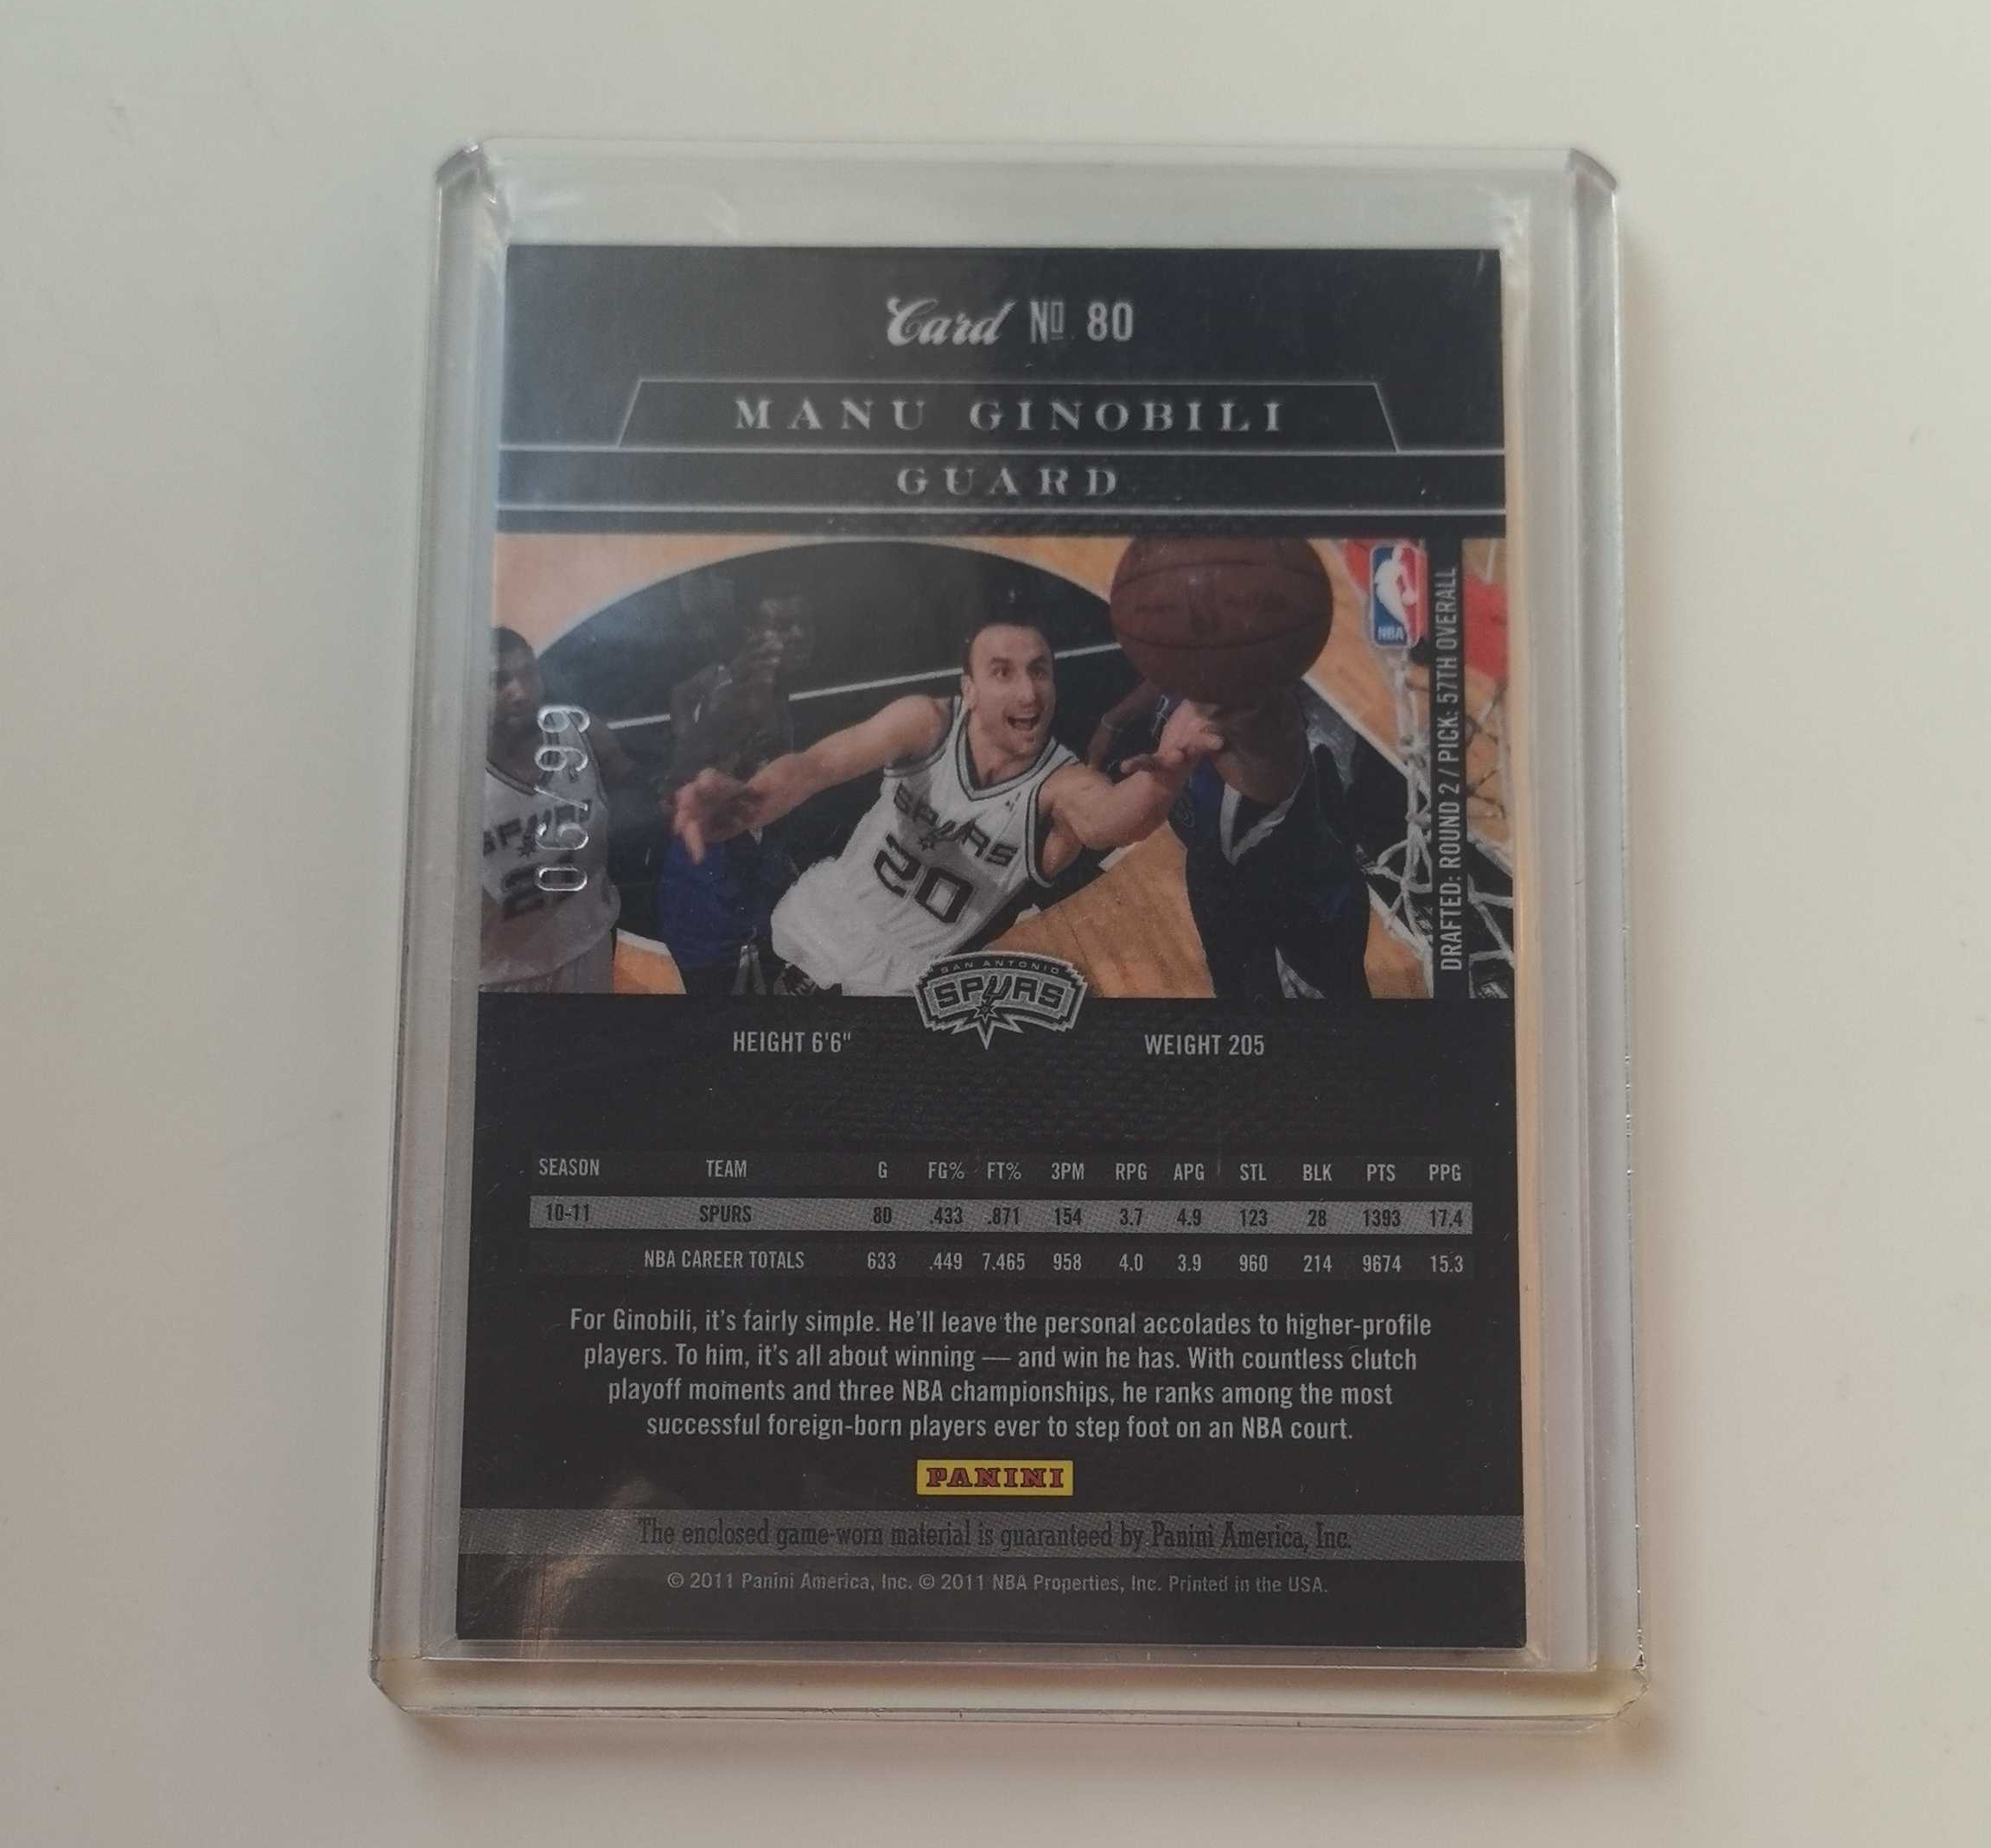 Card Nº 80
MANU GINOBILI
GUARD
06/99
SPURS
20
SPURS
2
NBA
DRAFTED: ROUND 2 / PICK: 57TH OVERALL
SAN ANTONIO
SPURS
HEIGHT 6'6" WEIGHT 205
SEASON TEAM G FG% FT% 3PM RPG APG STL BLK PTS PPG
10-11 SPURS 80 .433 .871 154 3.7 4.9 123 28 1393 17.4
NBA CAREER TOTALS 633 .449 7.465 958 4.0 3.9 960 214 9674 15.3
For Ginobili, it's fairly simple. He'll leave the personal accolades to higher-profile
players. To him, it's all about winning — and win he has. With countless clutch
playoff moments and three NBA championships, he ranks among the most
successful foreign-born players ever to step foot on an NBA court.
PANINI
The enclosed game-worn material is guaranteed by Panini America, Inc.
© 2011 Panini America, Inc. © 2011 NBA Properties, Inc. Printed in the USA.